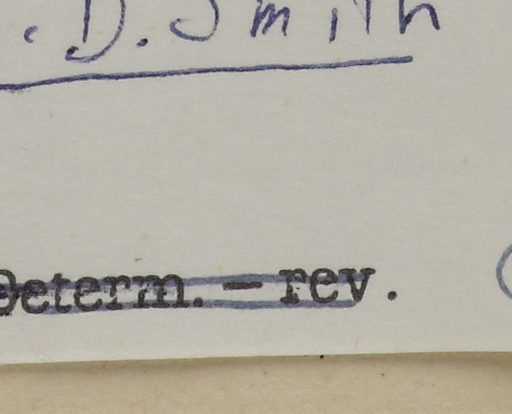 . D. Smith
Determ. – rev.